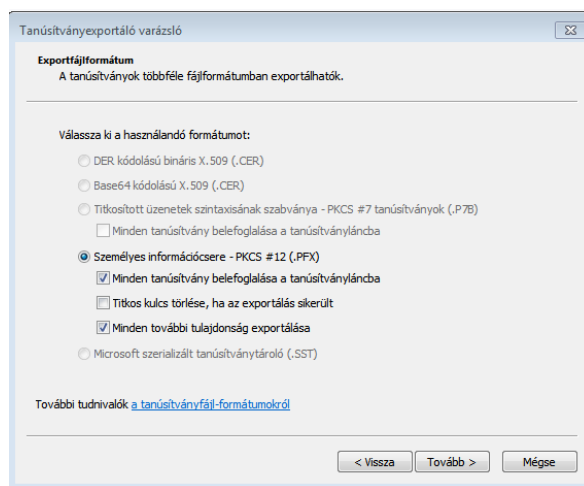 Tanúsítványexportáló varázsló
Exportfájlformátum
A tanúsítványok többféle fájlformátumban exportálhatók.
Válassza ki a használandó formátumot:
DER kódolású bináris X.509 (.CER)
Base64 kódolású X.509 (.CER)
Titkosított üzenetek szintaxisának szabványa - PKCS #7 tanúsítványok (.P7B)
Minden tanúsítvány belefoglalása a tanúsítványláncba
Személyes információcsere - PKCS #12 (.PFX)
Minden tanúsítvány belefoglalása a tanúsítványláncba
Titkos kulcs törlése, ha az exportálás sikerült
Minden további tulajdonság exportálása
Microsoft szerializált tanúsítványtároló (.SST)
További tudnivalók a tanúsítványfájl-formátumokról
< Vissza Tovább > Mégse